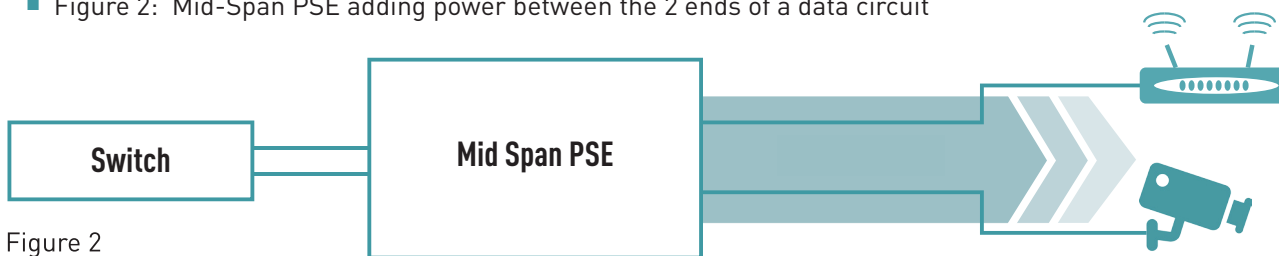 Figure 2: Mid-Span PSE adding power between the 2 ends of a data circuit
Switch
Mid Span PSE
Figure 2